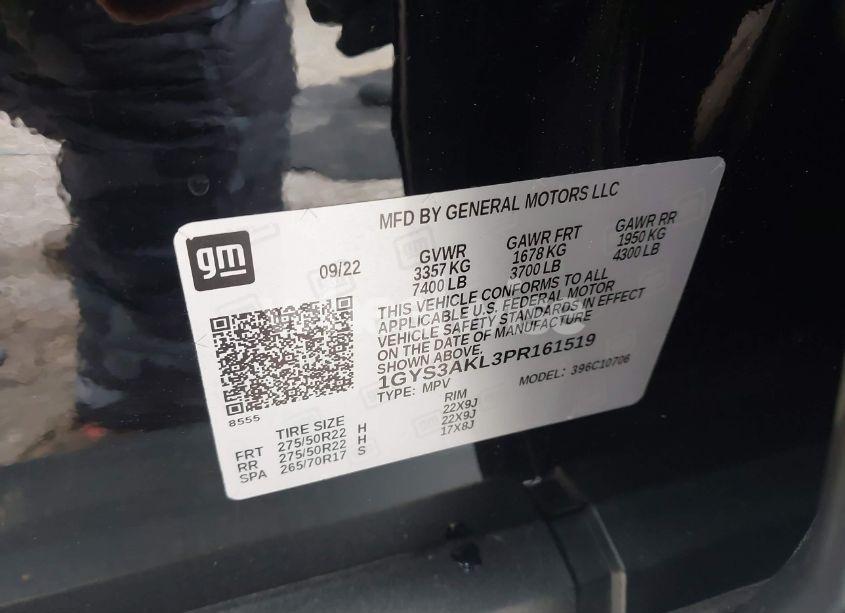 MFD BY GENERAL MOTORS LLC
gm
09/22
GVWR
3357 KG
7400 LB
GAWR FRT
1678 KG
3700 LB
GAWR RR
1950 KG
4300 LB
THIS VEHICLE CONFORMS TO ALL
APPLICABLE U.S. FEDERAL MOTOR
VEHICLE SAFETY STANDARDS IN EFFECT
ON THE DATE OF MANUFACTURE
SHOWN ABOVE.
1GYS3AKL3PR161519
TYPE: MPV
MODEL: 396C10706
8555
TIRE SIZE
RIM
FRT 275/50R22 H 22X9J
RR 275/50R22 H 22X9J
SPA 265/70R17 S 17X8J